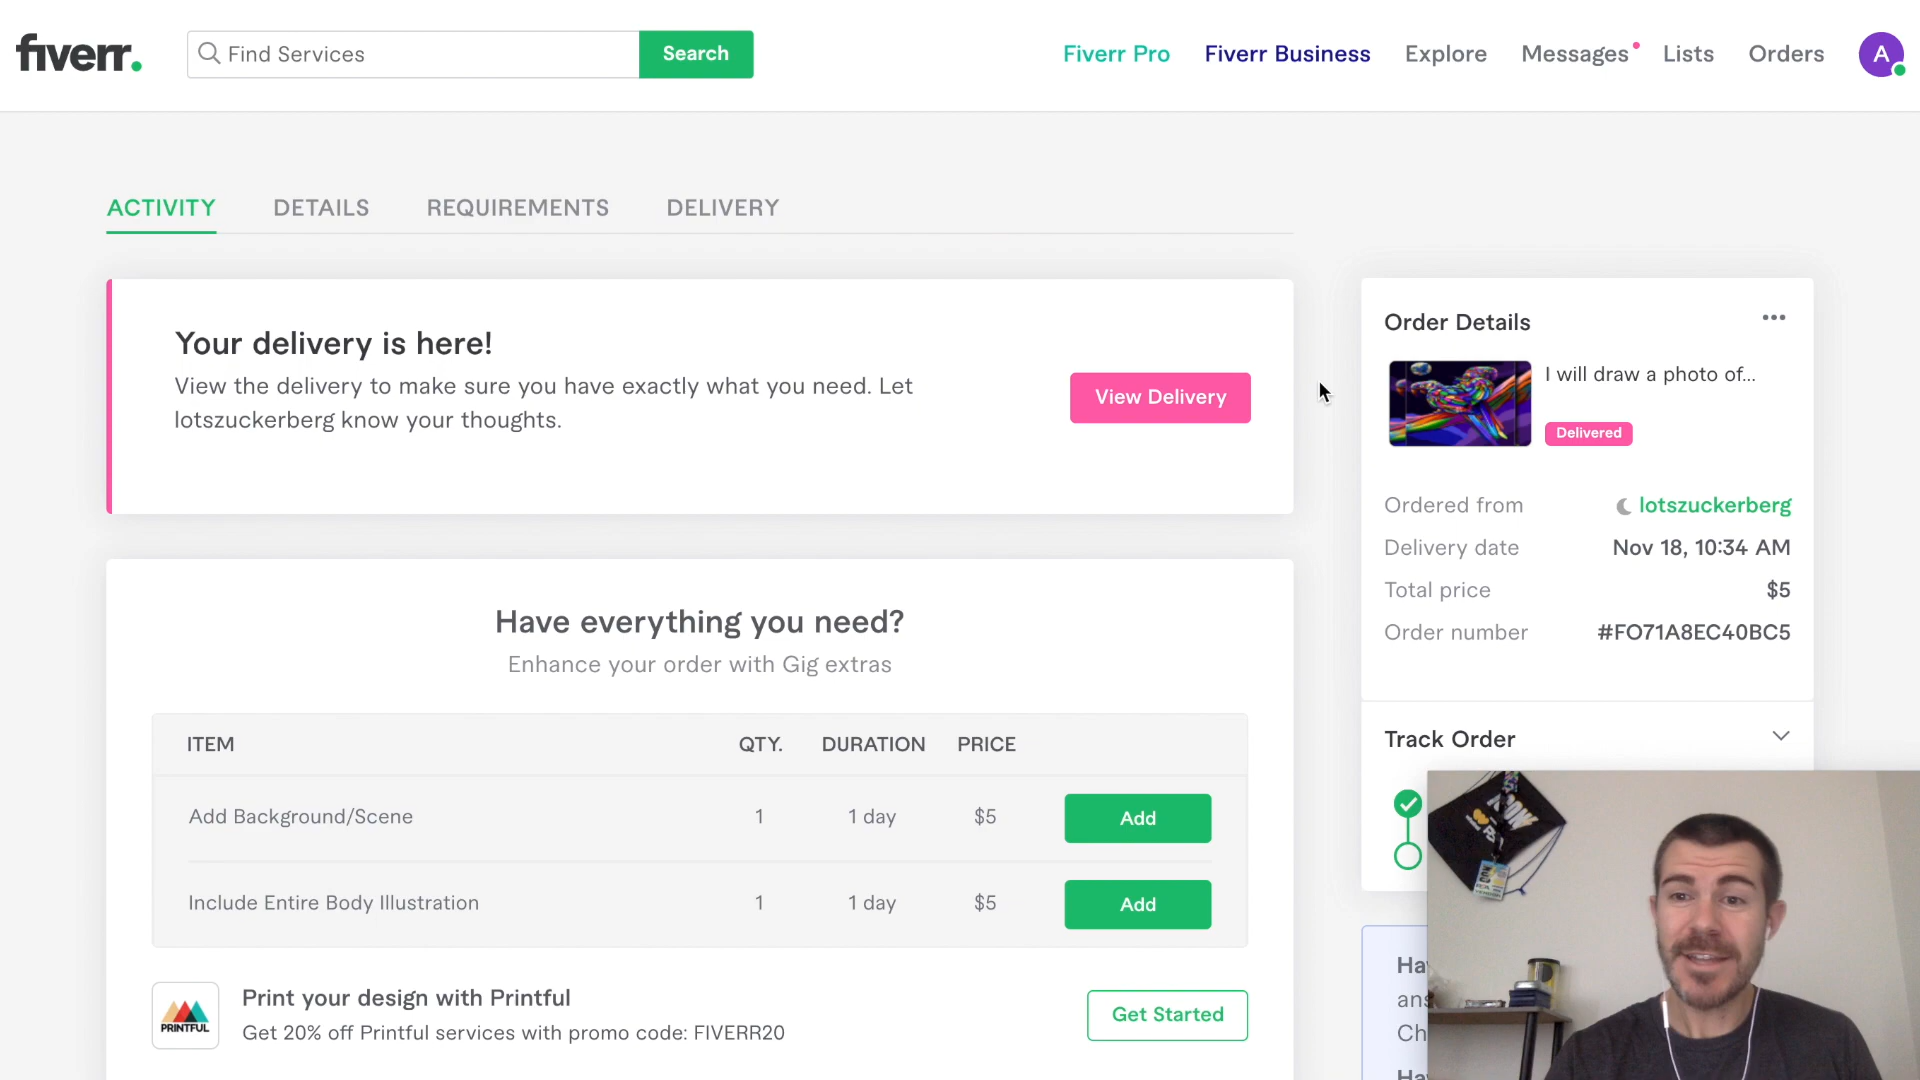 fiverr.
Find Services
Search
Fiverr Pro
Fiverr Business
Explore
Messages
Lists
Orders
A
ACTIVITY
DETAILS
REQUIREMENTS
DELIVERY
Your delivery is here!
View the delivery to make sure you have exactly what you need. Let
lotszuckerberg know your thoughts.
View Delivery
Have everything you need?
Enhance your order with Gig extras
ITEM QTY. DURATION PRICE
Add Background/Scene 1 1 day $5 Add
Include Entire Body Illustration 1 1 day $5 Add
PRINTFUL
Print your design with Printful
Get 20% off Printful services with promo code: FIVERR20
Get Started
Order Details
I will draw a photo of...
Delivered
Ordered from lotszuckerberg
Delivery date Nov 18, 10:34 AM
Total price $5
Order number #FO71A8EC40BC5
Track Order